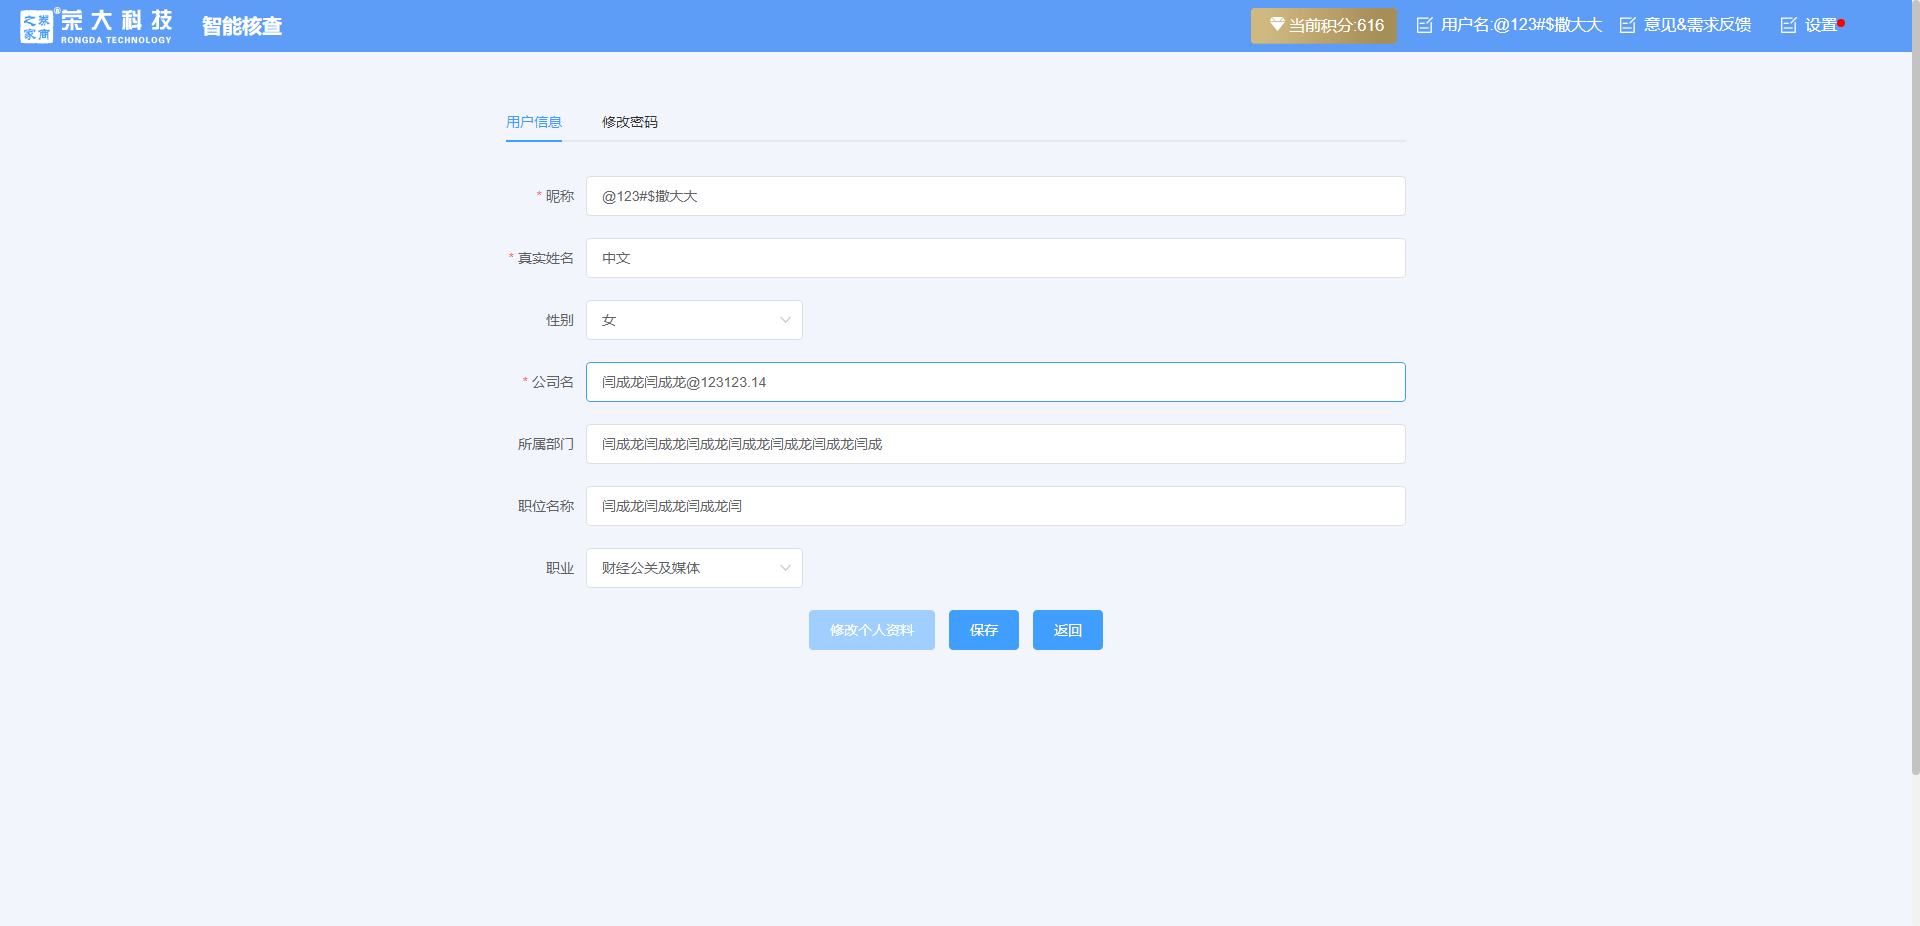 之券家商®荣大科技 RONGDA TECHNOLOGY 智能核查 当前积分:616 用户名:@123#$撒大大 意见&需求反馈 设置
用户信息 修改密码
* 昵称 @123#$撒大大
* 真实姓名 中文
性别 女
* 公司名 闫成龙闫成龙@123123.14
所属部门 闫成龙闫成龙闫成龙闫成龙闫成龙闫成龙闫成
职位名称 闫成龙闫成龙闫成龙闫
职业 财经公关及媒体
修改个人资料 保存 返回